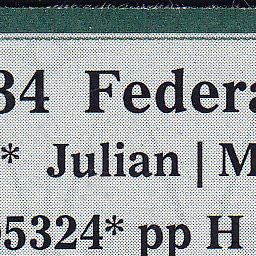 34 Federa
* Julian | M
5324* pp H